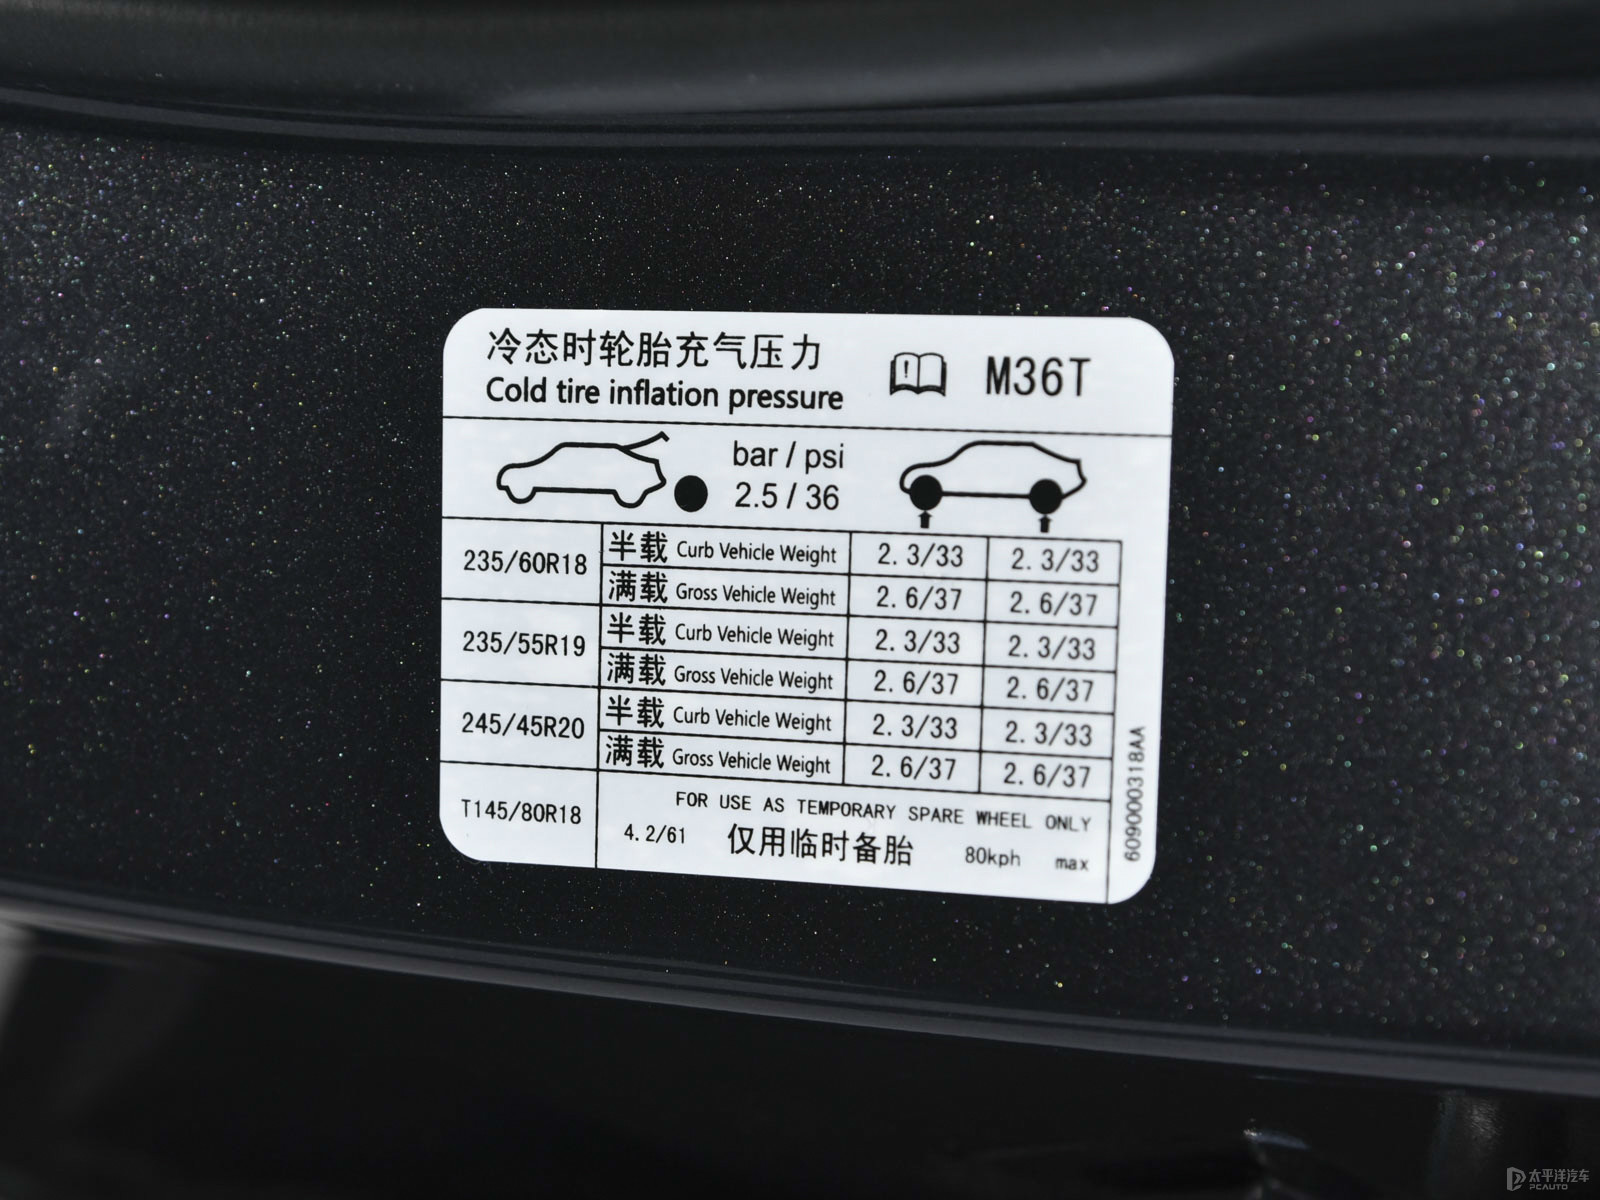 冷态时轮胎充气压力
Cold tire inflation pressure
M36T
bar / psi
2.5 / 36
235/60R18 半载 Curb Vehicle Weight 2.3/33 2.3/33
满载 Gross Vehicle Weight 2.6/37 2.6/37
235/55R19 半载 Curb Vehicle Weight 2.3/33 2.3/33
满载 Gross Vehicle Weight 2.6/37 2.6/37
245/45R20 半载 Curb Vehicle Weight 2.3/33 2.3/33
满载 Gross Vehicle Weight 2.6/37 2.6/37
T145/80R18 FOR USE AS TEMPORARY SPARE WHEEL ONLY
4.2/61 仅用临时备胎 80kph max
609000318AA
太平洋汽车
PCAUTO